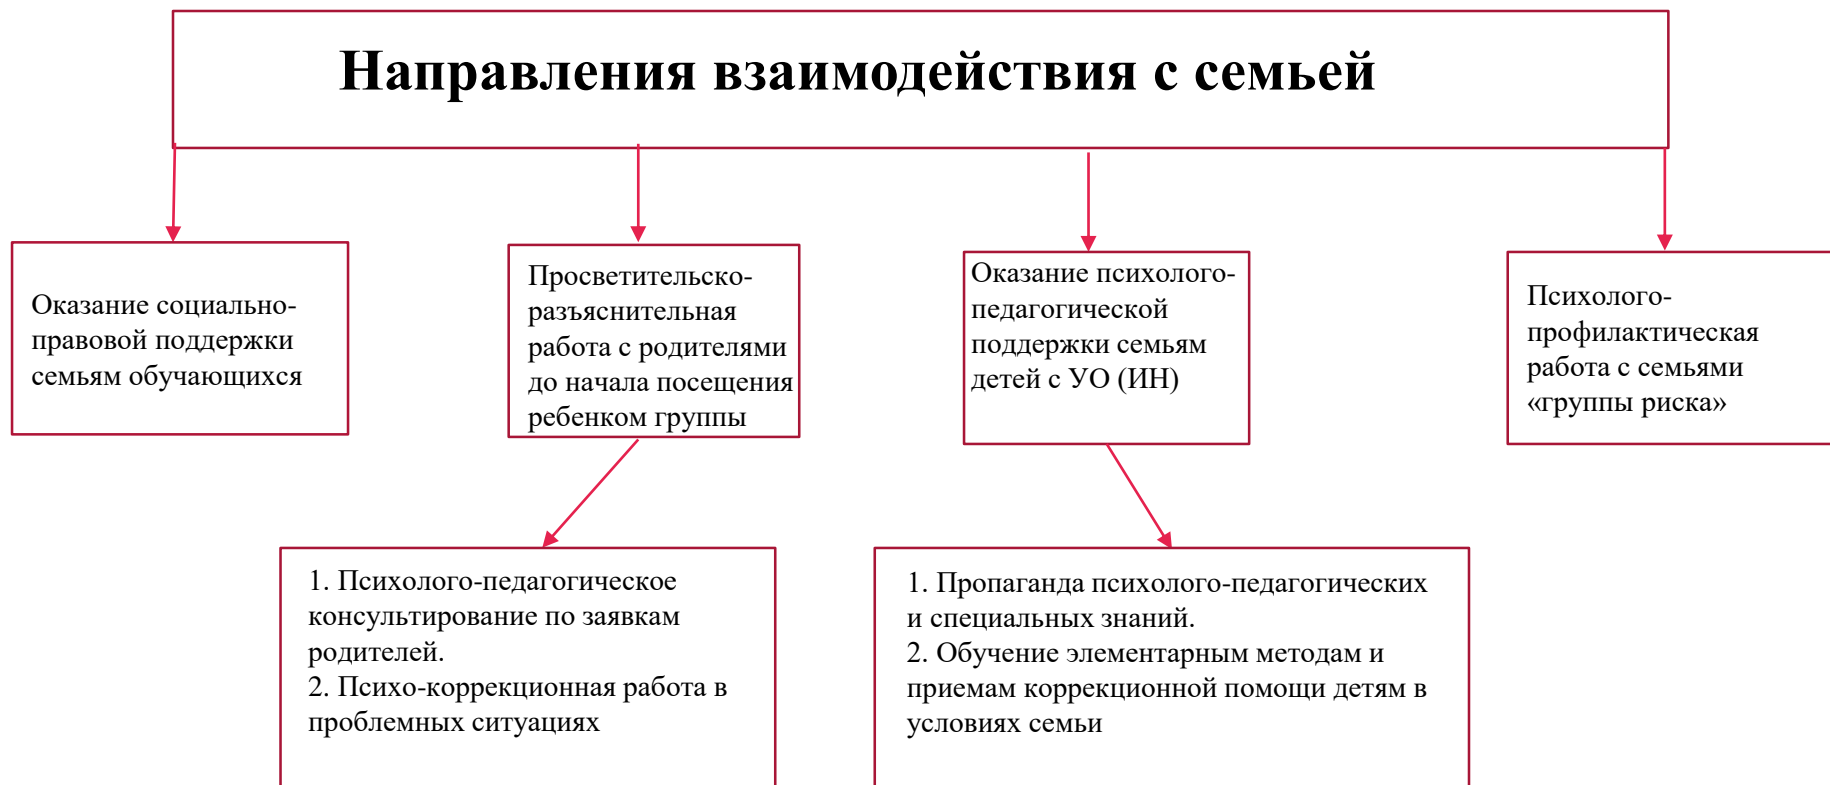 Направления взаимодействия с семьей
Оказание социально-
правовой поддержки
семьям обучающихся
Просветительско-
разъяснительная
работа с родителями
до начала посещения
ребенком группы
Оказание психолого-
педагогической
поддержки семьям
детей с УО (ИН)
Психолого-
профилактическая
работа с семьями
«группы риска»
1. Психолого-педагогическое
консультирование по заявкам
родителей.
2. Психо-коррекционная работа в
проблемных ситуациях
1. Пропаганда психолого-педагогических
и специальных знаний.
2. Обучение элементарным методам и
приемам коррекционной помощи детям в
условиях семьи